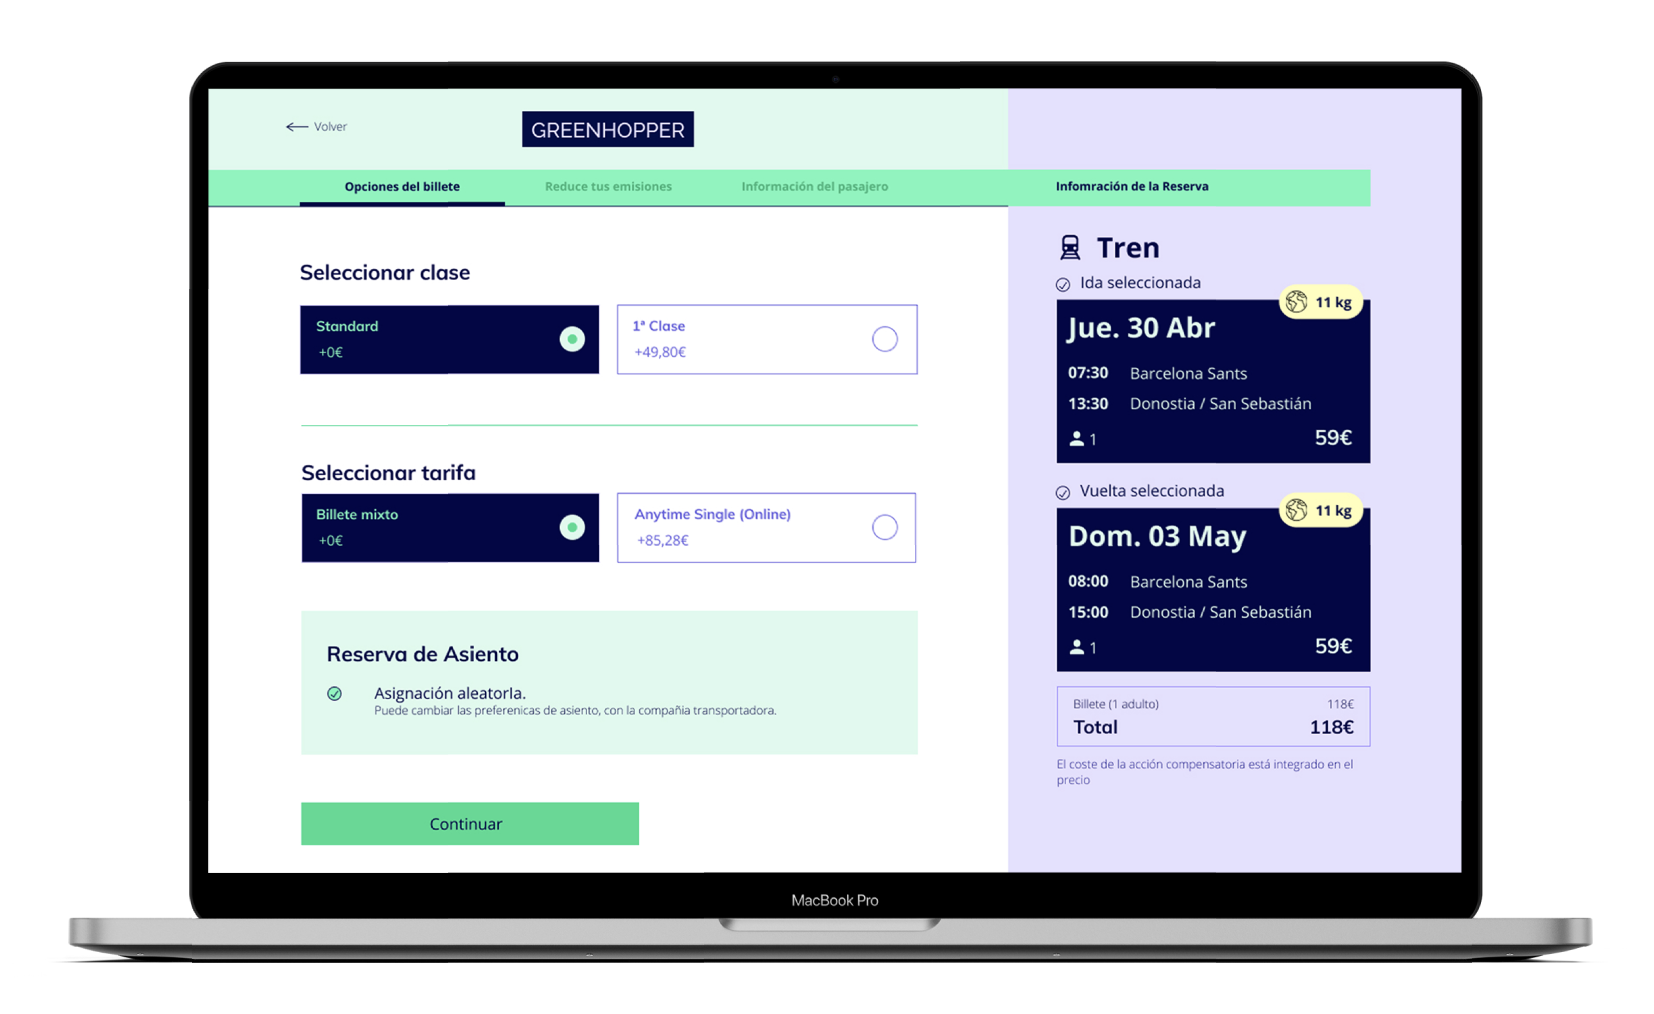 Volver
GREENHOPPER
Opciones del billete
Reduce tus emisiones
Información del pasajero
Infomración de la Reserva
Seleccionar clase
Standard
+0€
1ª Clase
+49,80€
Seleccionar tarifa
Billete mixto
+0€
Anytime Single (Online)
+85,28€
Reserva de Asiento
Asignación aleatorIa.
Puede cambiar las preferenicas de asiento, con la compañia transportadora.
Continuar
Tren
Ida seleccionada
11 kg
Jue. 30 Abr
07:30 Barcelona Sants
13:30 Donostia / San Sebastián
1 59€
Vuelta seleccionada
11 kg
Dom. 03 May
08:00 Barcelona Sants
15:00 Donostia / San Sebastián
1 59€
Billete (1 adulto) 118€
Total 118€
El coste de la acción compensatoria está integrado en el
precio
MacBook Pro